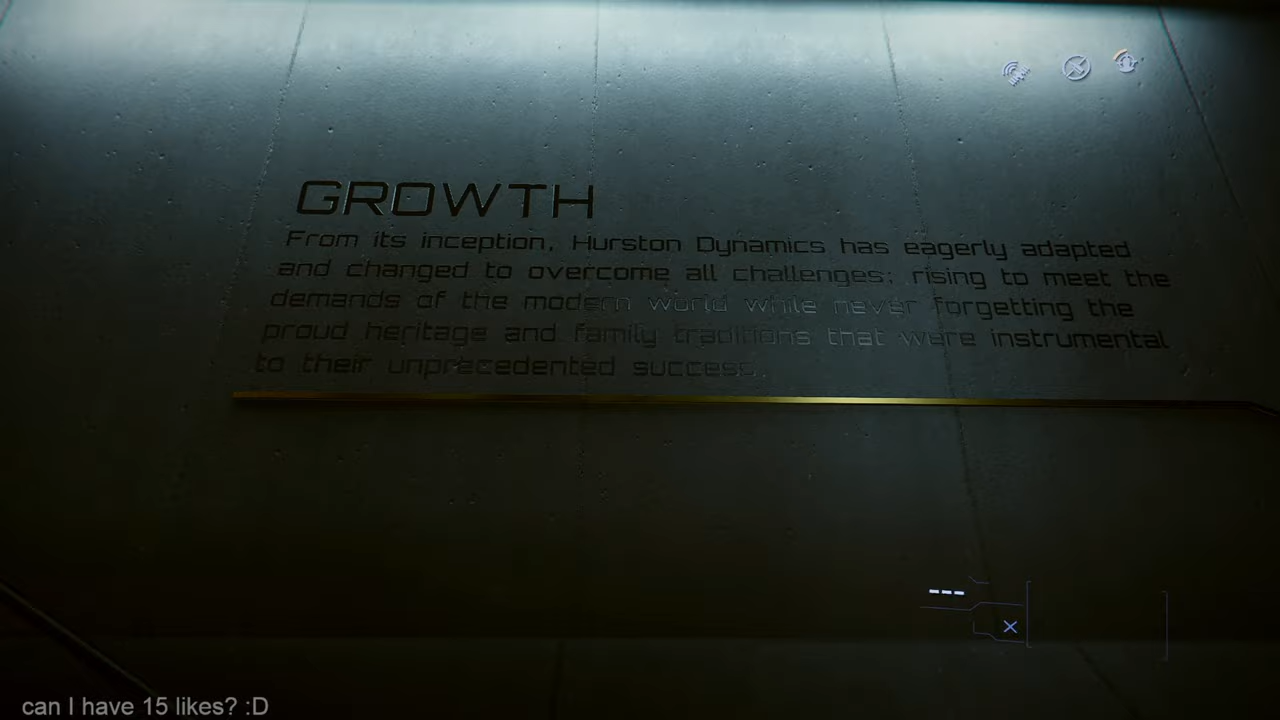 GROWTH
From its inception, Hurston Dynamics has eagerly adapted
and changed to overcome all challenges; rising to meet the
demands of the modern world while never forgetting the
proud heritage and family traditions that were instrumental
to their unprecedented success.
can I have 15 likes? :D